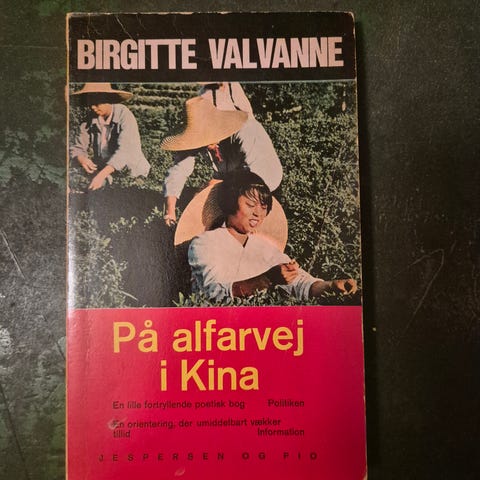 BIRGITTE VALVANNE
På alfarvej
i Kina
En lille fortryllende poetisk bog Politiken
En orientering, der umiddelbart vækker
tillid Information
JESPERSEN OG PIO